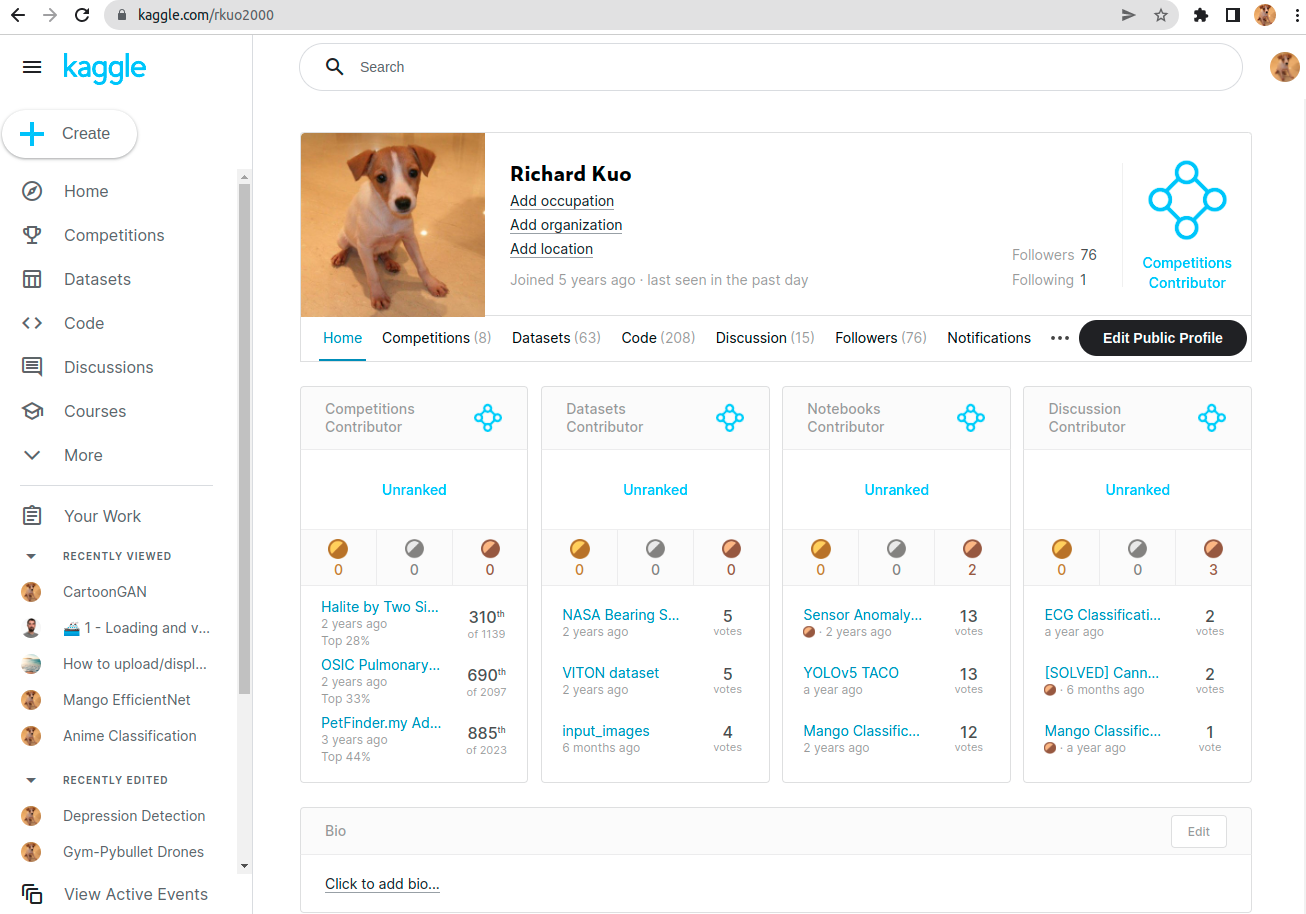 kaggle.com/rkuo2000
kaggle
Search
Create
Home
Competitions
Datasets
Code
Discussions
Courses
More
Your Work
RECENTLY VIEWED
CartoonGAN
1 - Loading and v...
How to upload/displ...
Mango EfficientNet
Anime Classification
RECENTLY EDITED
Depression Detection
Gym-Pybullet Drones
View Active Events
Richard Kuo
Add occupation
Add organization
Add location
Joined 5 years ago · last seen in the past day
Followers 76
Following 1
Competitions
Contributor
Home Competitions (8) Datasets (63) Code (208) Discussion (15) Followers (76) Notifications ••• Edit Public Profile
Competitions
Contributor
Unranked
0 0 0
Halite by Two Si...
2 years ago
Top 28%
310th
of 1139
OSIC Pulmonary...
2 years ago
Top 33%
690th
of 2097
PetFinder.my Ad...
3 years ago
Top 44%
885th
of 2023
Datasets
Contributor
Unranked
0 0 0
NASA Bearing S...
2 years ago
5
votes
VITON dataset
2 years ago
5
votes
input_images
6 months ago
4
votes
Notebooks
Contributor
Unranked
0 0 2
Sensor Anomaly...
· 2 years ago
13
votes
YOLOv5 TACO
a year ago
13
votes
Mango Classific...
2 years ago
12
votes
Discussion
Contributor
Unranked
0 0 3
ECG Classificati...
a year ago
2
votes
[SOLVED] Cann...
· 6 months ago
2
votes
Mango Classific...
· a year ago
1
vote
Bio
Edit
Click to add bio...